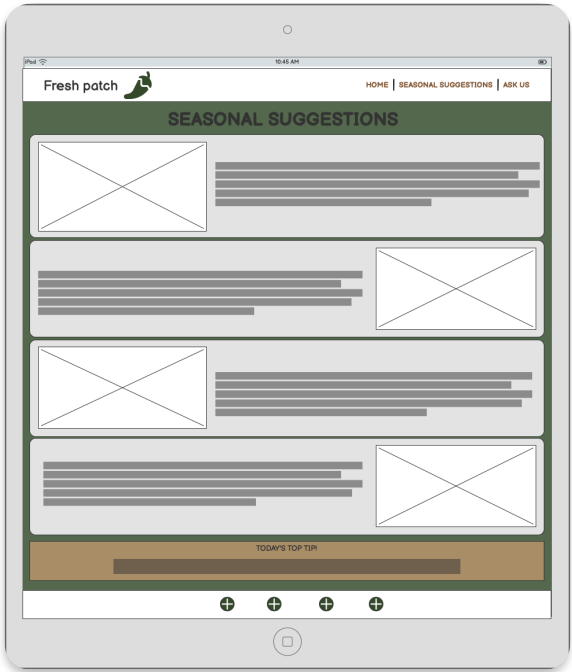 iPad 10:45 AM
Fresh patch
HOME SEASONAL SUGGESTIONS ASK US
SEASONAL SUGGESTIONS
TODAY'S TOP TIP!